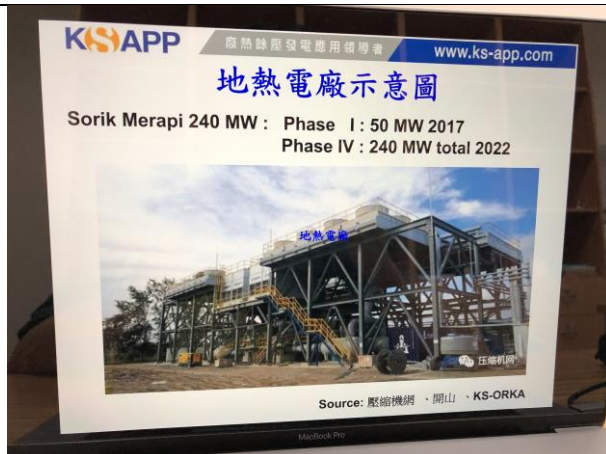 KSAPP
廢熱餘壓發電應用領導者
www.ks-app.com
地熱電廠示意圖
Sorik Merapi 240 MW : Phase I : 50 MW 2017
Phase IV : 240 MW total 2022
地熱電廠
压缩机网
Source: 壓縮機網 、開山 、KS-ORKA
MacBook Pro